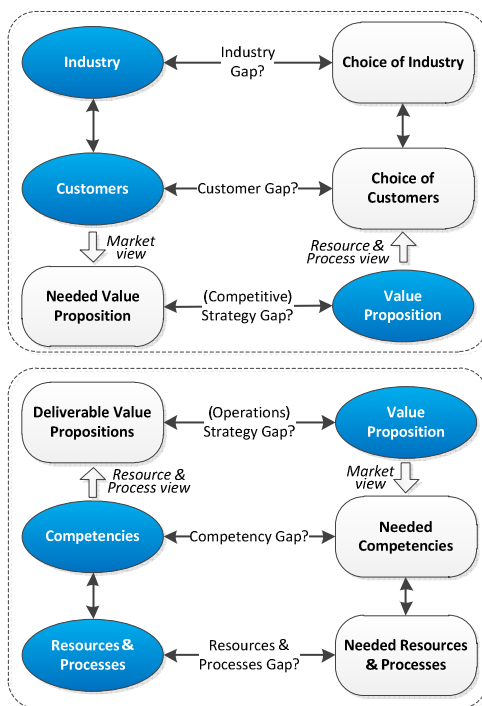 Industry
Industry
Gap?
Choice of Industry
Customers
Customer Gap?
Choice of
Customers
Market
view
Resource &
Process view
Needed Value
Proposition
(Competitive)
Strategy Gap?
Value
Proposition
Deliverable Value
Propositions
(Operations)
Strategy Gap?
Value
Proposition
Resource &
Process view
Market
view
Competencies
Competency Gap?
Needed
Competencies
Resources &
Processes
Resources &
Processes Gap?
Needed Resources
& Processes